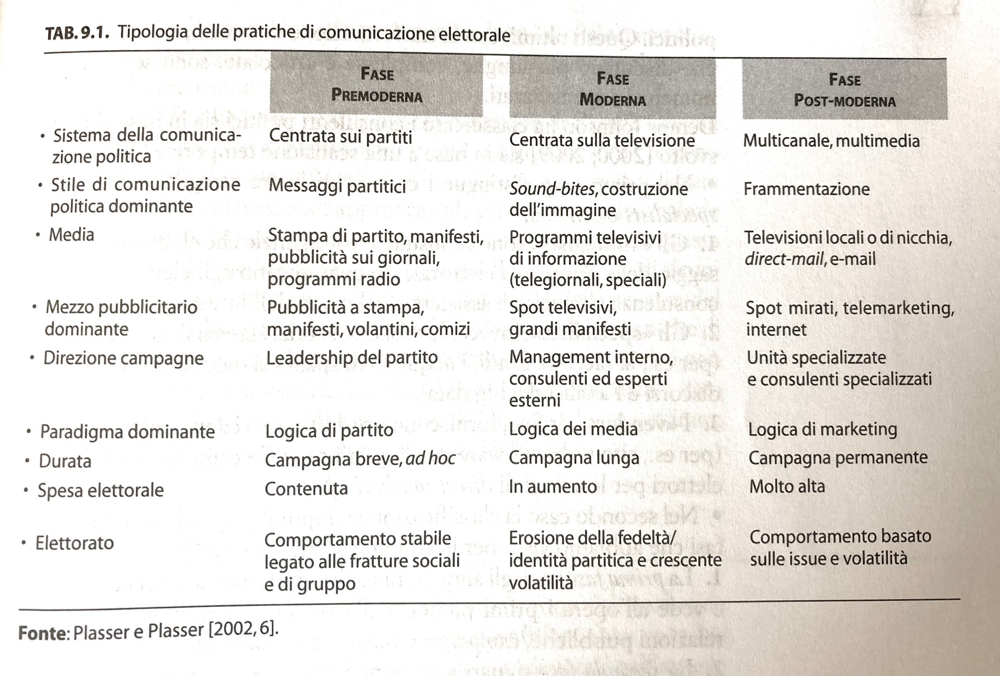 TAB. 9.1. Tipologia delle pratiche di comunicazione elettorale
FASE PREMODERNA
FASE MODERNA
FASE POST-MODERNA
• Sistema della comunica-
zione politica
Centrata sui partiti
Centrata sulla televisione
Multicanale, multimedia
• Stile di comunicazione
politica dominante
Messaggi partitici
Sound-bites, costruzione
dell'immagine
Frammentazione
• Media
Stampa di partito, manifesti,
pubblicità sui giornali,
programmi radio
Programmi televisivi
di informazione
(telegiornali, speciali)
Televisioni locali o di nicchia,
direct-mail, e-mail
• Mezzo pubblicitario
dominante
Pubblicità a stampa,
manifesti, volantini, comizi
Spot televisivi,
grandi manifesti
Spot mirati, telemarketing,
internet
• Direzione campagne
Leadership del partito
Management interno,
consulenti ed esperti
esterni
Unità specializzate
e consulenti specializzati
• Paradigma dominante
Logica di partito
Logica dei media
Logica di marketing
• Durata
Campagna breve, ad hoc
Campagna lunga
Campagna permanente
• Spesa elettorale
Contenuta
In aumento
Molto alta
• Elettorato
Comportamento stabile
legato alle fratture sociali
e di gruppo
Erosione della fedeltà/
identità partitica e crescente
volatilità
Comportamento basato
sulle issue e volatilità
Fonte: Plasser e Plasser [2002, 6].